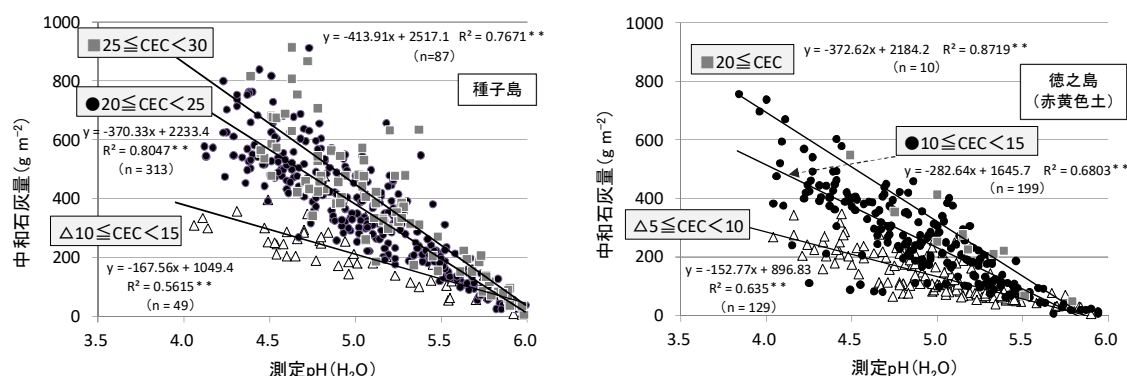 1000
800
600
400
200
0
3.5 4.0 4.5 5.0 5.5 6.0
中和石灰量(g m⁻²)
測定pH(H₂O)
■25≦CEC<30
y = -413.91x + 2517.1 R² = 0.7671**
(n=87)
種子島
●20≦CEC<25
y = -370.33x + 2233.4
R² = 0.8047**
(n = 313)
△10≦CEC<15
y = -167.56x + 1049.4
R² = 0.5615**
(n = 49)
1000
800
600
400
200
0
3.5 4.0 4.5 5.0 5.5 6.0
中和石灰量(g m⁻²)
測定pH(H₂O)
y = -372.62x + 2184.2 R² = 0.8719**
(n = 10)
■20≦CEC
徳之島
(赤黄色土)
●10≦CEC<15
y = -282.64x + 1645.7 R² = 0.6803**
(n = 199)
△5≦CEC<10
y = -152.77x + 896.83
R² = 0.635**
(n = 129)